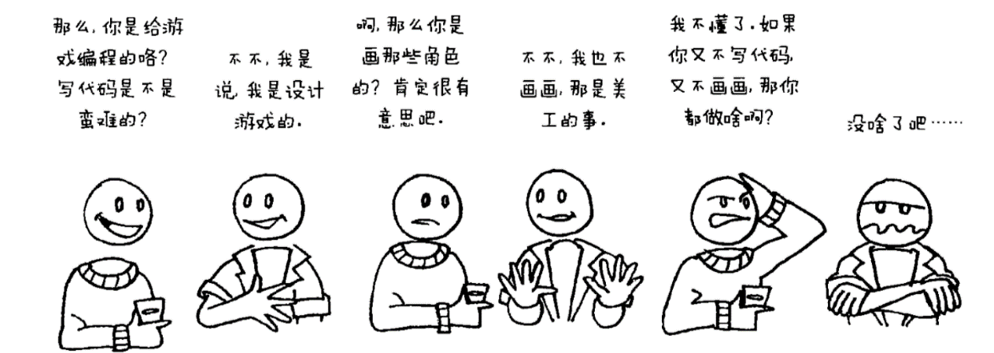 那么,你是给游
戏编程的咯?
写代码是不是
蛮难的?
不不,我是
说,我是设计
游戏的.
啊,那么你是
画那些角色
的?肯定很有
意思吧.
不不,我也不
画画,那是美
工的事.
我不懂了.如果
你又不写代码,
又不画画,那你
都做啥啊?
没啥了吧……